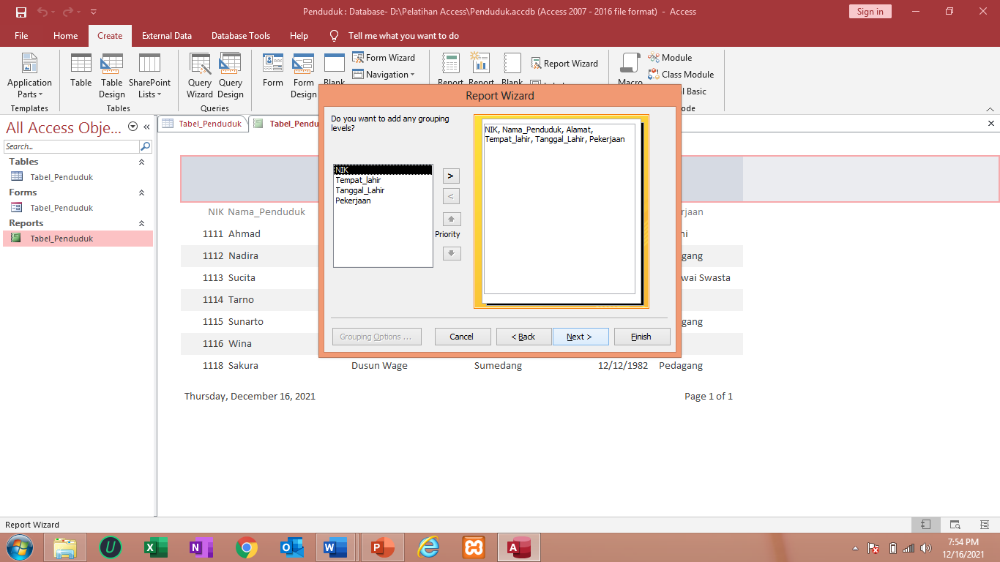 Penduduk : Database- D:\Pelatihan Access\Penduduk.accdb (Access 2007 - 2016 file format) - Access
Sign in
File Home Create External Data Database Tools Help Tell me what you want to do
Application Parts
Table
Table Design
SharePoint Lists
Query Wizard
Query Design
Form
Form Design
Blank
Form Wizard
Navigation
Report
Report
Blank
Report Wizard
Macro
Module
Class Module
l Basic
Templates
Tables
Queries
ode
All Access Obje...
Search...
Tables
Tabel_Penduduk
Forms
Tabel_Penduduk
Reports
Tabel_Penduduk
Tabel_Penduduk
Tabel_Pendu
NIK Nama_Penduduk rjaan
1111 Ahmad ni
1112 Nadira gang
1113 Sucita wai Swasta
1114 Tarno
1115 Sunarto gang
1116 Wina
1118 Sakura Dusun Wage Sumedang 12/12/1982 Pedagang
Thursday, December 16, 2021 Page 1 of 1
Report Wizard
Do you want to add any grouping
levels?
NIK
Tempat_lahir
Tanggal_Lahir
Pekerjaan
>
<
Priority
NIK, Nama_Penduduk, Alamat,
Tempat_lahir, Tanggal_Lahir, Pekerjaan
Grouping Options ...
Cancel
< Back
Next >
Finish
Report Wizard
7:54 PM
12/16/2021